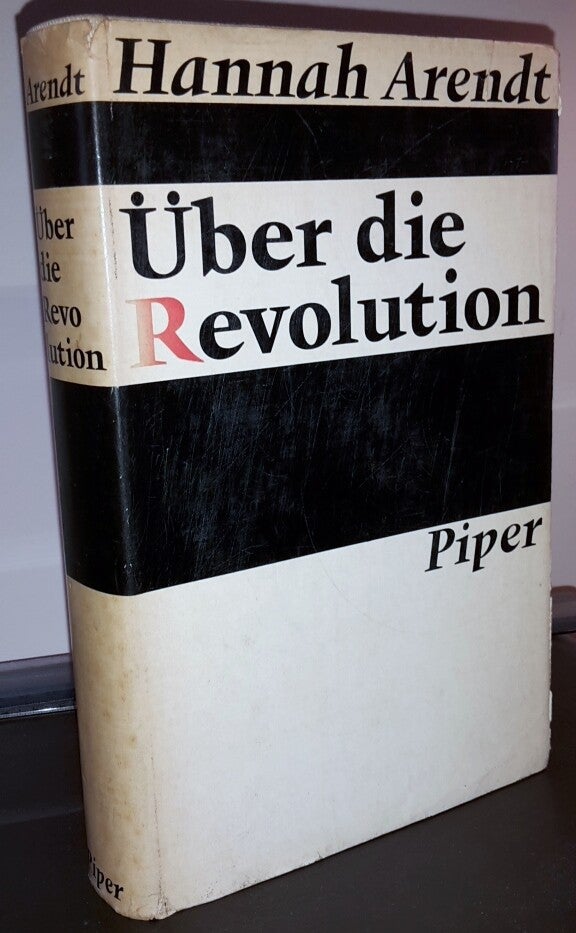 Hannah Arendt
Über die
Revolution
Piper
Arendt
Über
die
Revo
lution
Piper